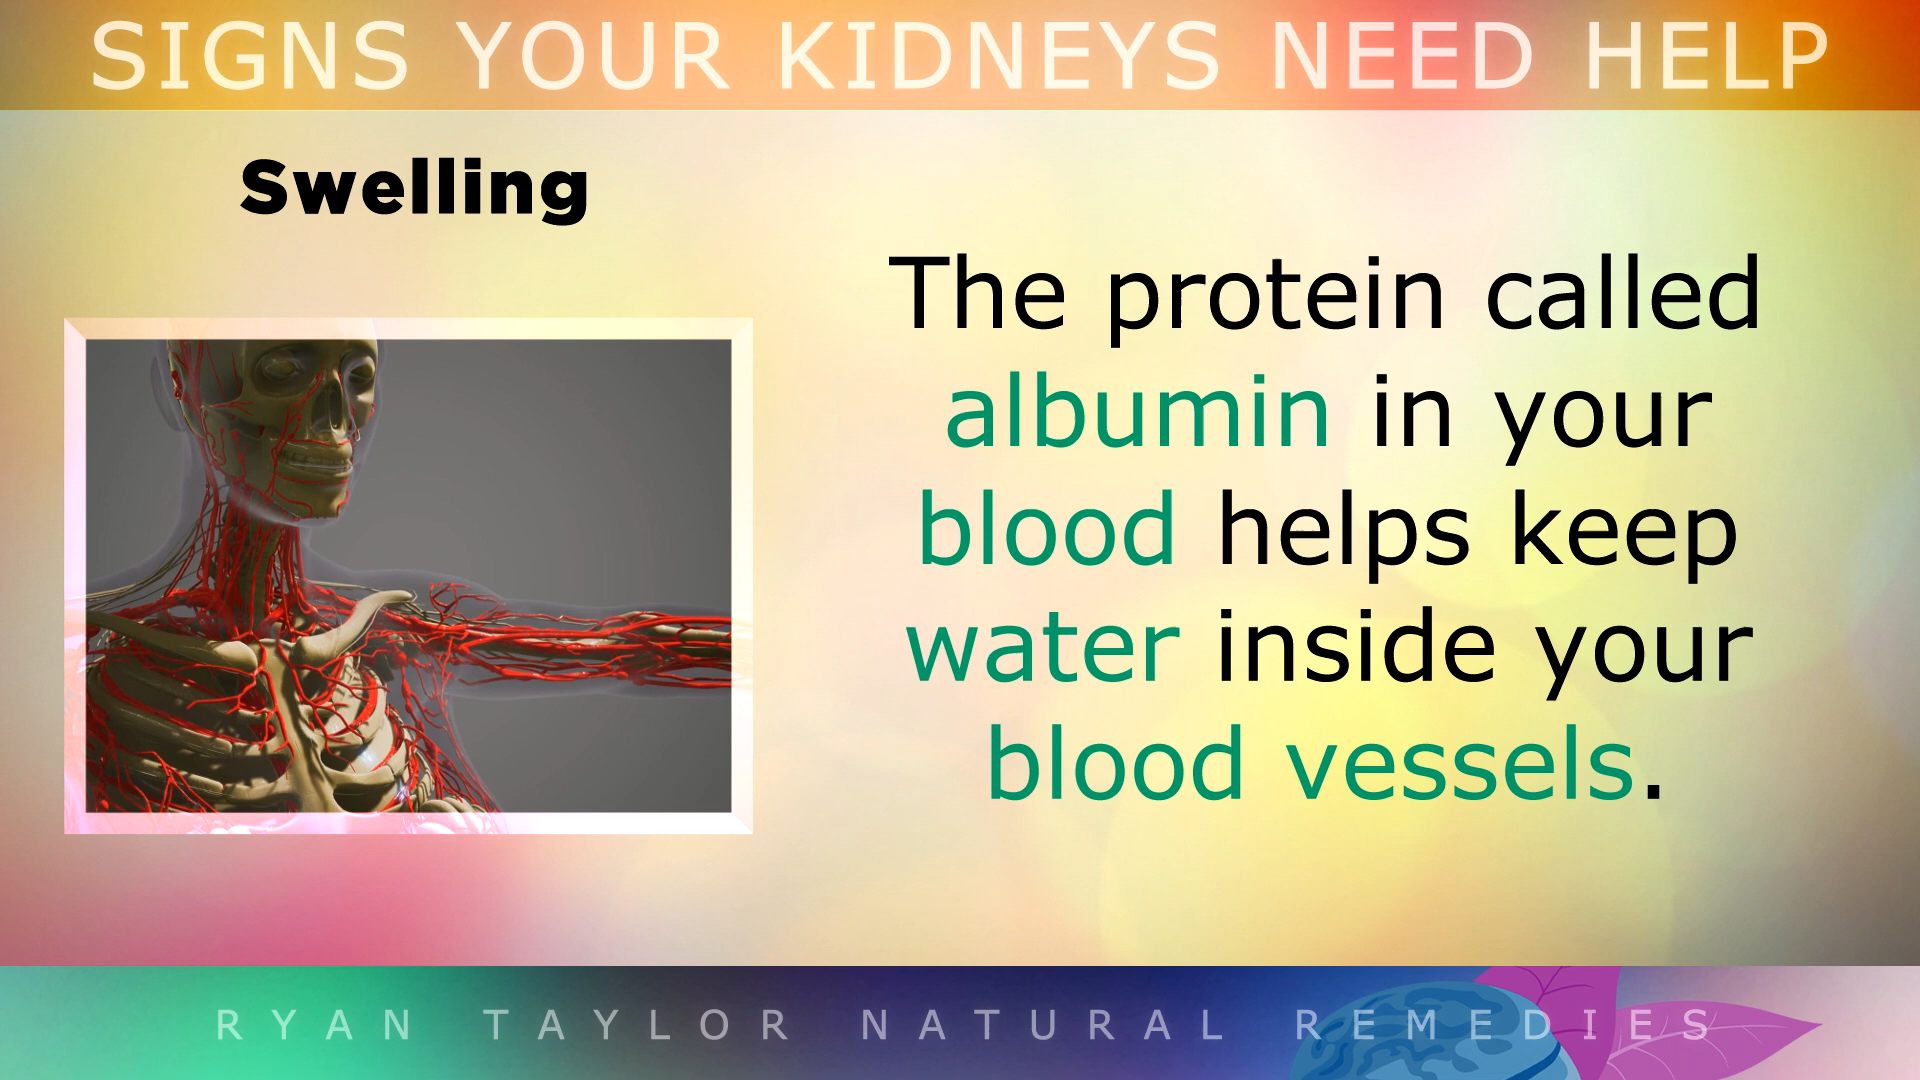 SIGNS YOUR KIDNEYS NEED HELP
Swelling
The protein called
albumin in your
blood helps keep
water inside your
blood vessels.
RYAN TAYLOR NATURAL REMEDIES